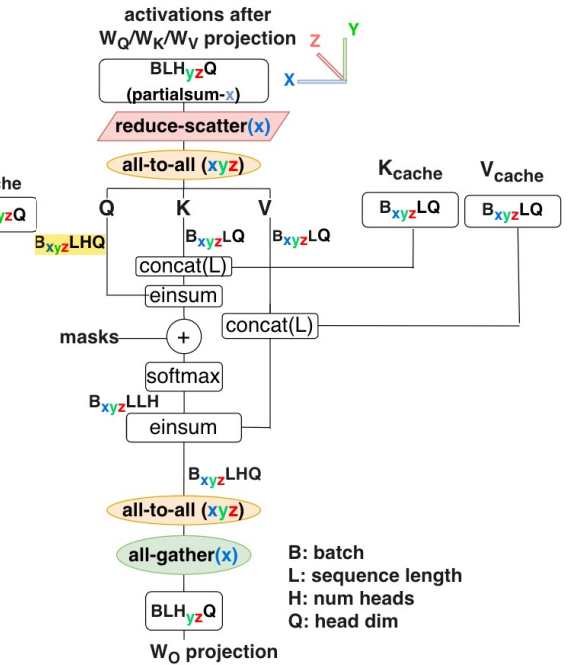 activations after
WQ/WK/WV projection
Z
Y
X
BLHyzQ
(partialsum-x)
reduce-scatter(x)
all-to-all (xyz)
he
yzQ
Q
K
V
Kcache
Vcache
BxyzLQ
BxyzLQ
BxyzLHQ
BxyzLQ
BxyzLQ
concat(L)
einsum
concat(L)
masks
+
softmax
BxyzLLH
einsum
BxyzLHQ
all-to-all (xyz)
all-gather(x)
BLHyzQ
WO projection
B: batch
L: sequence length
H: num heads
Q: head dim